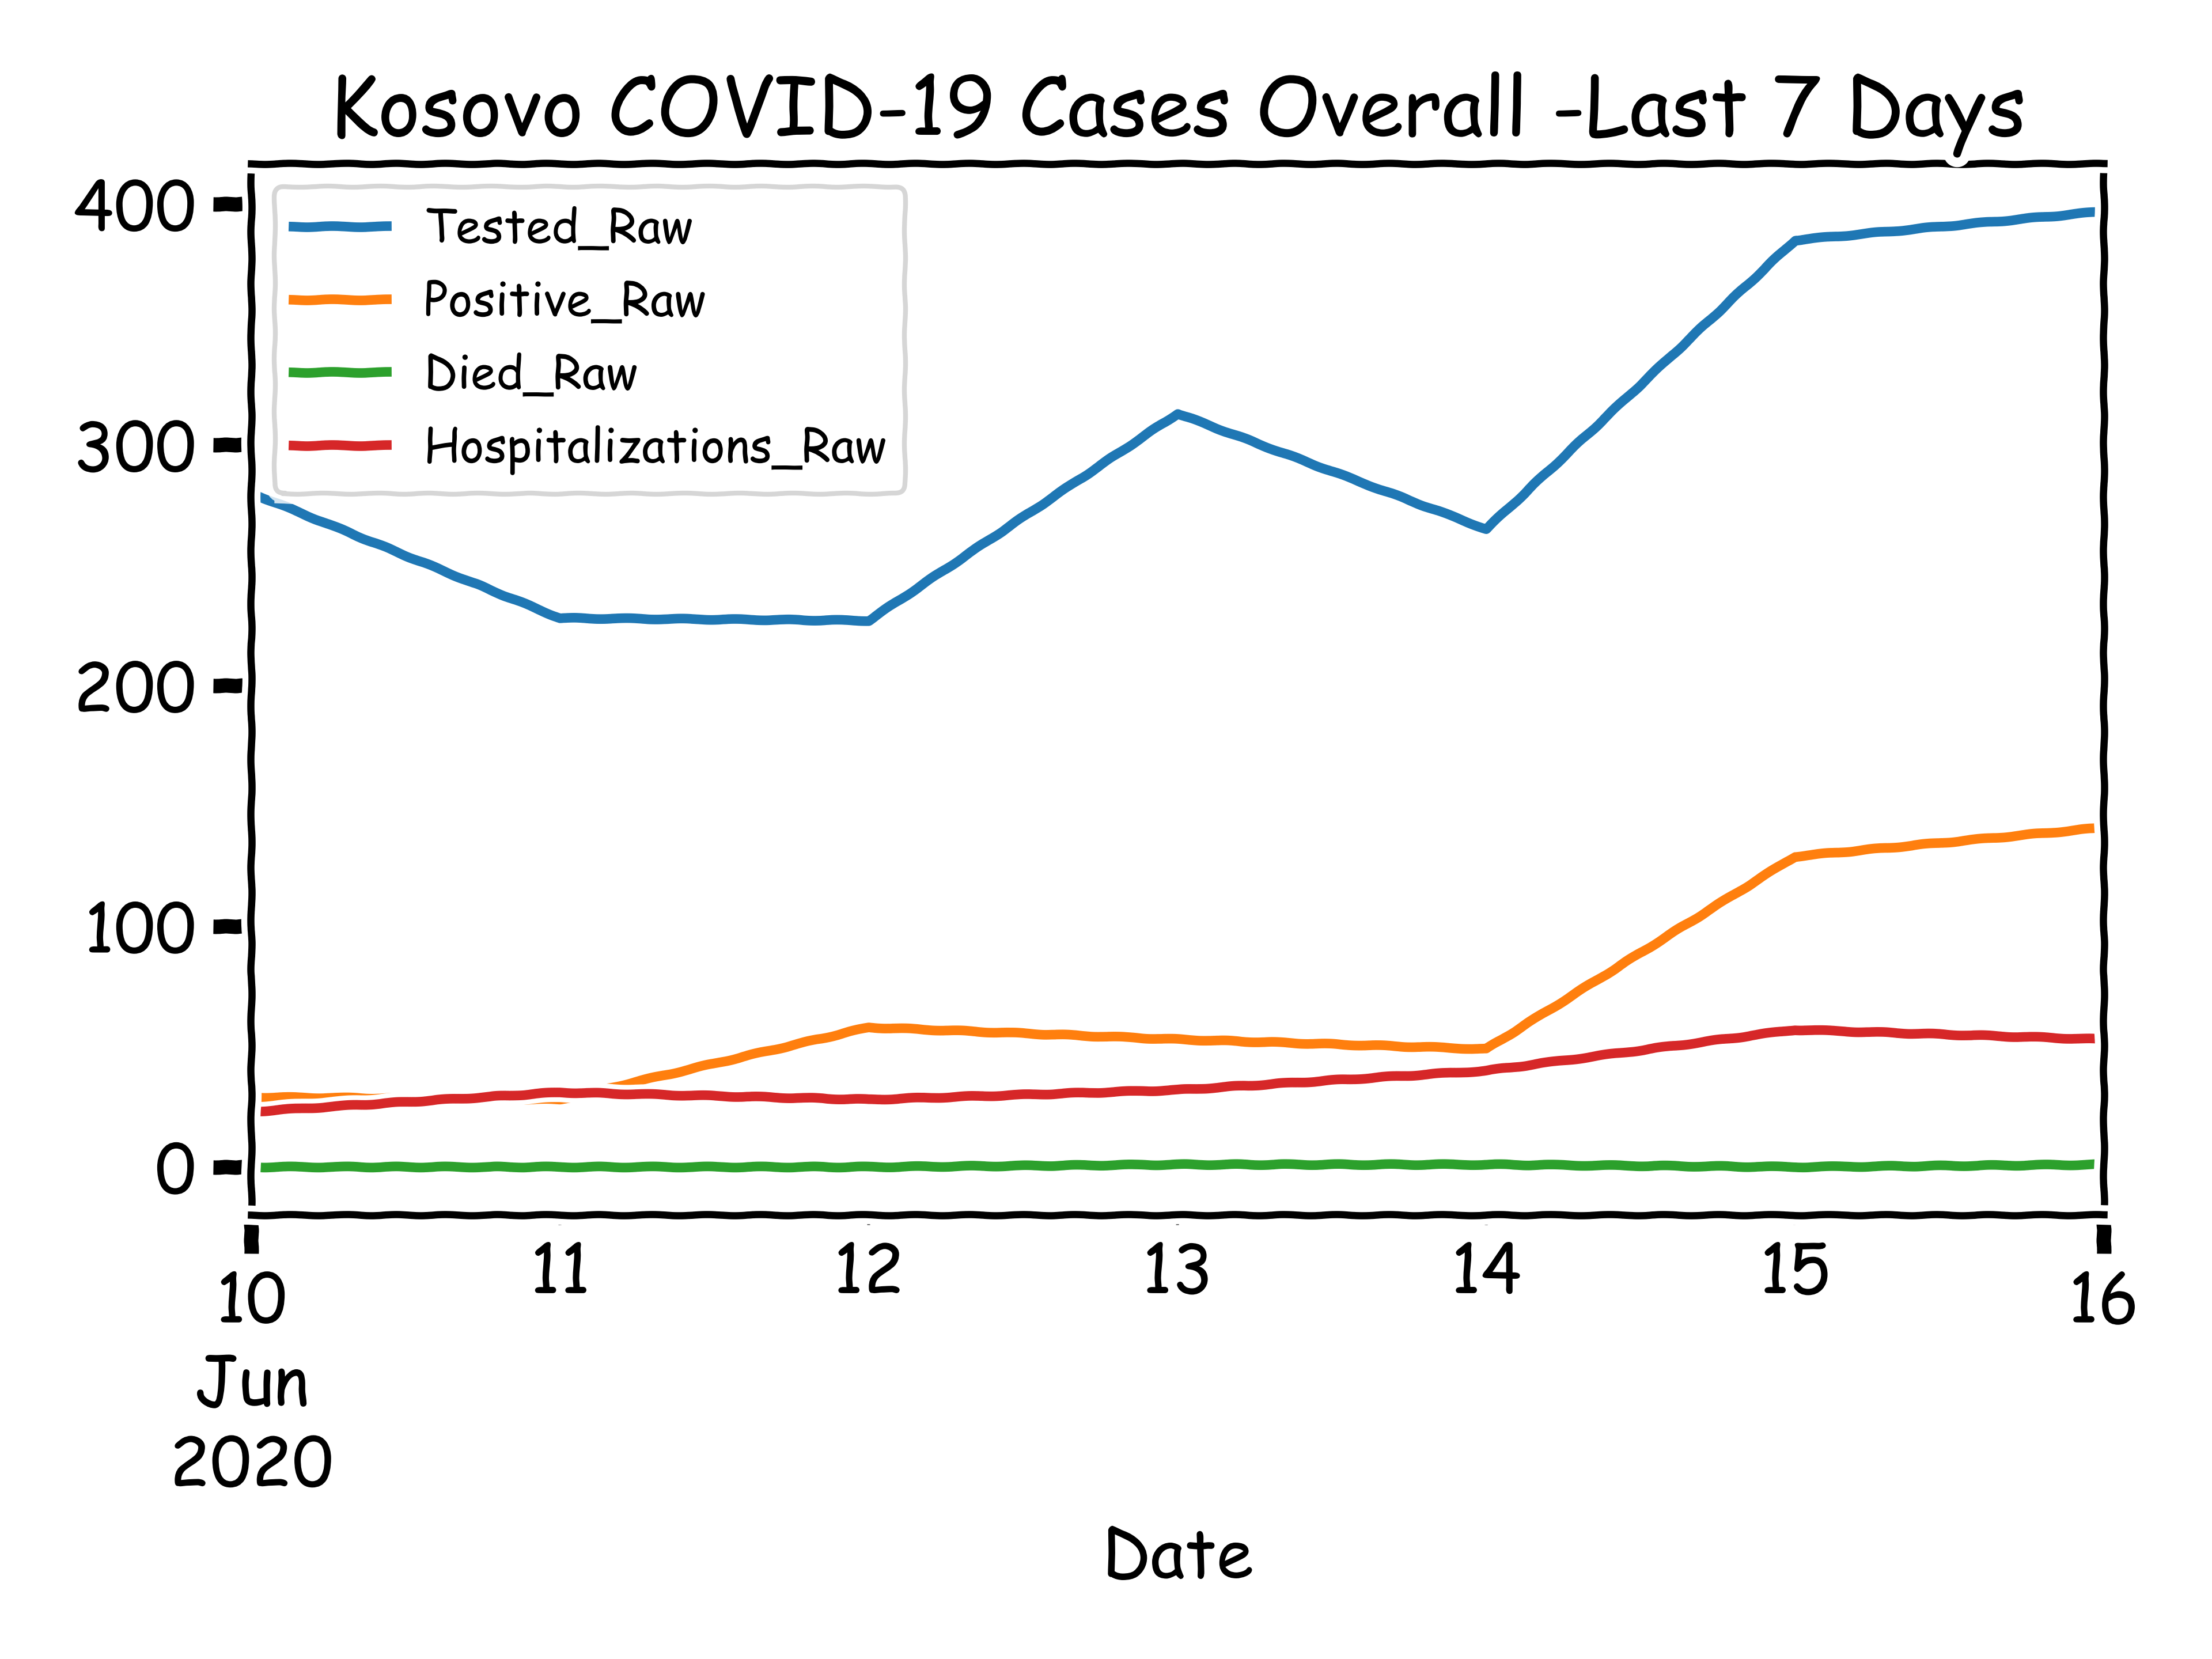 Kosovo COVID-19 Cases Overall -Last 7 Days
400
300
200
100
0
Tested_Raw
Positive_Raw
Died_Raw
Hospitalizations_Raw
10 11 12 13 14 15 16
Jun
2020
Date